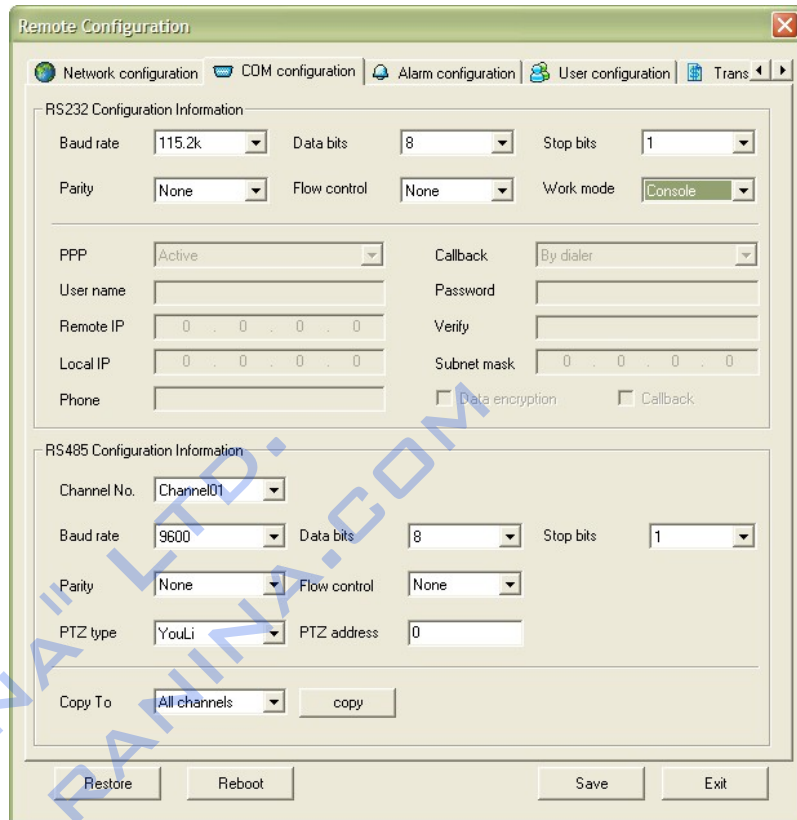 Remote Configuration
Network configuration COM configuration Alarm configuration User configuration Trans
RS232 Configuration Information
Baud rate 115.2k Data bits 8 Stop bits 1
Parity None Flow control None Work mode Console
PPP Active Callback By dialer
User name Password
Remote IP 0 . 0 . 0 . 0 Verify
Local IP 0 . 0 . 0 . 0 Subnet mask 0 . 0 . 0 . 0
Phone Data encryption Callback
RS485 Configuration Information
Channel No. Channel01
Baud rate 9600 Data bits 8 Stop bits 1
Parity None Flow control None
PTZ type YouLi PTZ address 0
Copy To All channels copy
Restore Reboot Save Exit
NA" LTD.
RANINA.COM